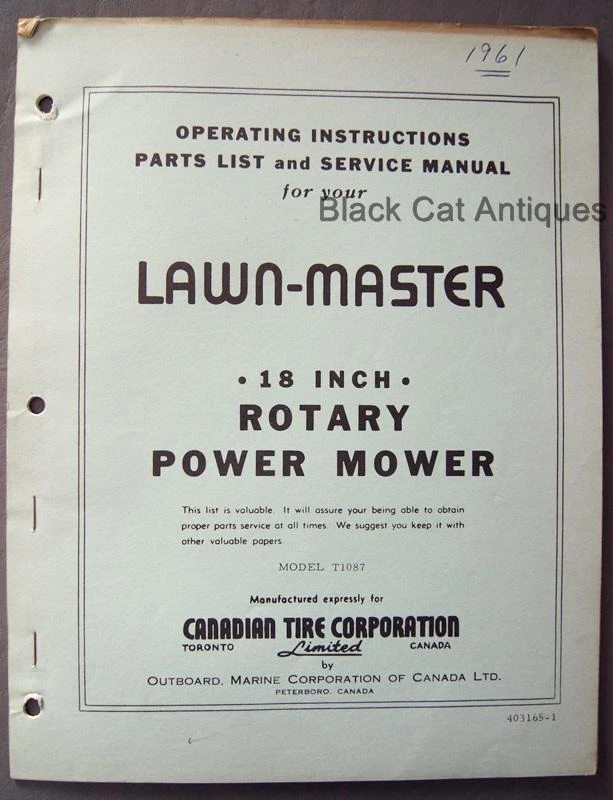 1961
OPERATING INSTRUCTIONS
PARTS LIST and SERVICE MANUAL
for your
Black Cat Antiques
LAWN-MASTER
• 18 INCH •
ROTARY
POWER MOWER
This list is valuable. It will assure your being able to obtain
proper parts service at all times. We suggest you keep it with
other valuable papers.
MODEL T1087
Manufactured expressly for
CANADIAN TIRE CORPORATION
TORONTO Limited CANADA
by
OUTBOARD, MARINE CORPORATION OF CANADA LTD.
PETERBORO, CANADA
403165-1